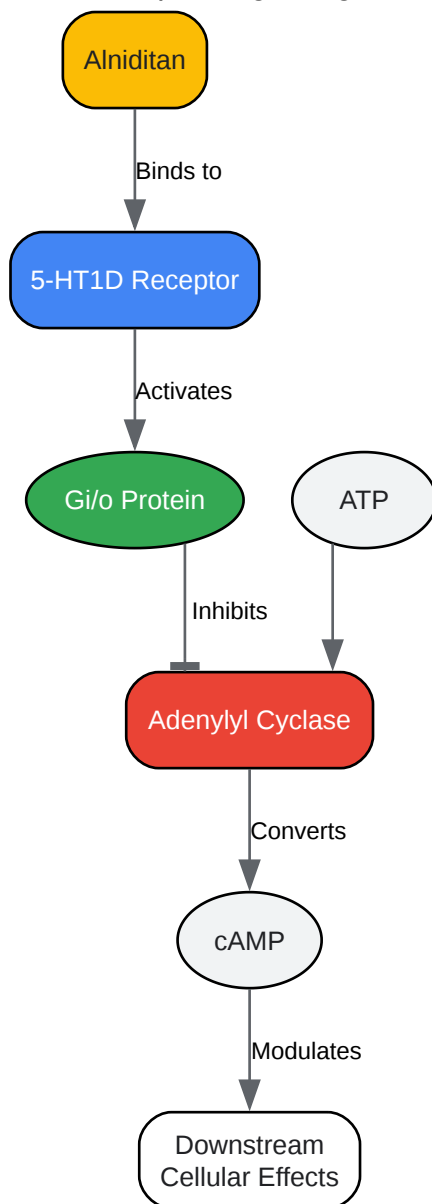 Alniditan
Binds to
5-HT1D Receptor
Activates
Gi/o Protein
ATP
Inhibits
Adenylyl Cyclase
Converts
cAMP
Modulates
Downstream
Cellular Effects